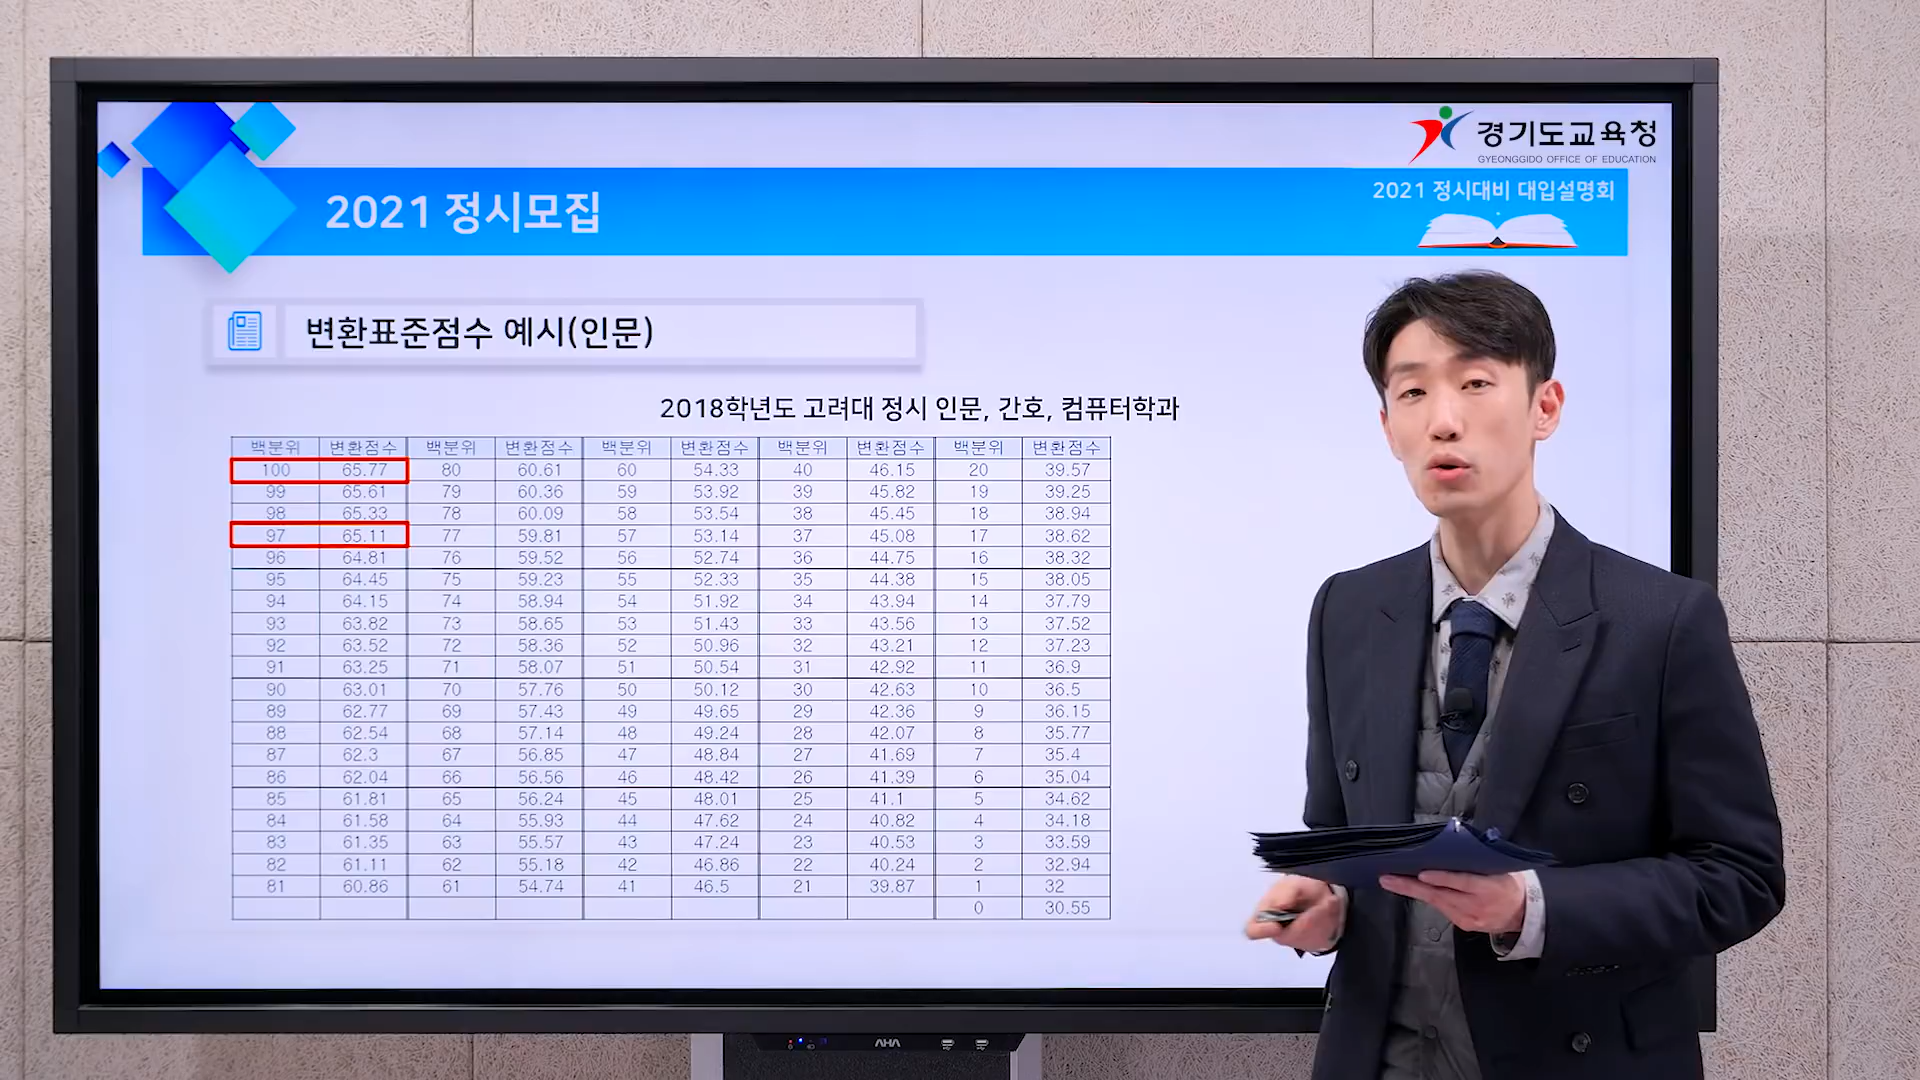 경기도교육청
GYEONGGIDO OFFICE OF EDUCATION
2021 정시대비 대입설명회
2021 정시모집
변환표준점수 예시(인문)
2018학년도 고려대 정시 인문, 간호, 컴퓨터학과
백분위 변환점수 백분위 변환점수 백분위 변환점수 백분위 변환점수 백분위 변환점수
100 65.77 80 60.61 60 54.33 40 46.15 20 39.57
99 65.61 79 60.36 59 53.92 39 45.82 19 39.25
98 65.33 78 60.09 58 53.54 38 45.45 18 38.94
97 65.11 77 59.81 57 53.14 37 45.08 17 38.62
96 64.81 76 59.52 56 52.74 36 44.75 16 38.32
95 64.45 75 59.23 55 52.33 35 44.38 15 38.05
94 64.15 74 58.94 54 51.92 34 43.94 14 37.79
93 63.82 73 58.65 53 51.43 33 43.56 13 37.52
92 63.52 72 58.36 52 50.96 32 43.21 12 37.23
91 63.25 71 58.07 51 50.54 31 42.92 11 36.9
90 63.01 70 57.76 50 50.12 30 42.63 10 36.5
89 62.77 69 57.43 49 49.65 29 42.36 9 36.15
88 62.54 68 57.14 48 49.24 28 42.07 8 35.77
87 62.3 67 56.85 47 48.84 27 41.69 7 35.4
86 62.04 66 56.56 46 48.42 26 41.39 6 35.04
85 61.81 65 56.24 45 48.01 25 41.1 5 34.62
84 61.58 64 55.93 44 47.62 24 40.82 4 34.18
83 61.35 63 55.57 43 47.24 23 40.53 3 33.59
82 61.11 62 55.18 42 46.86 22 40.24 2 32.94
81 60.86 61 54.74 41 46.5 21 39.87 1 32
0 30.55
AHA